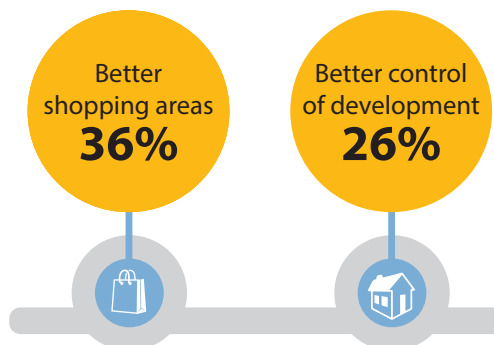 Better
shopping areas
36%
Better control
of development
26%